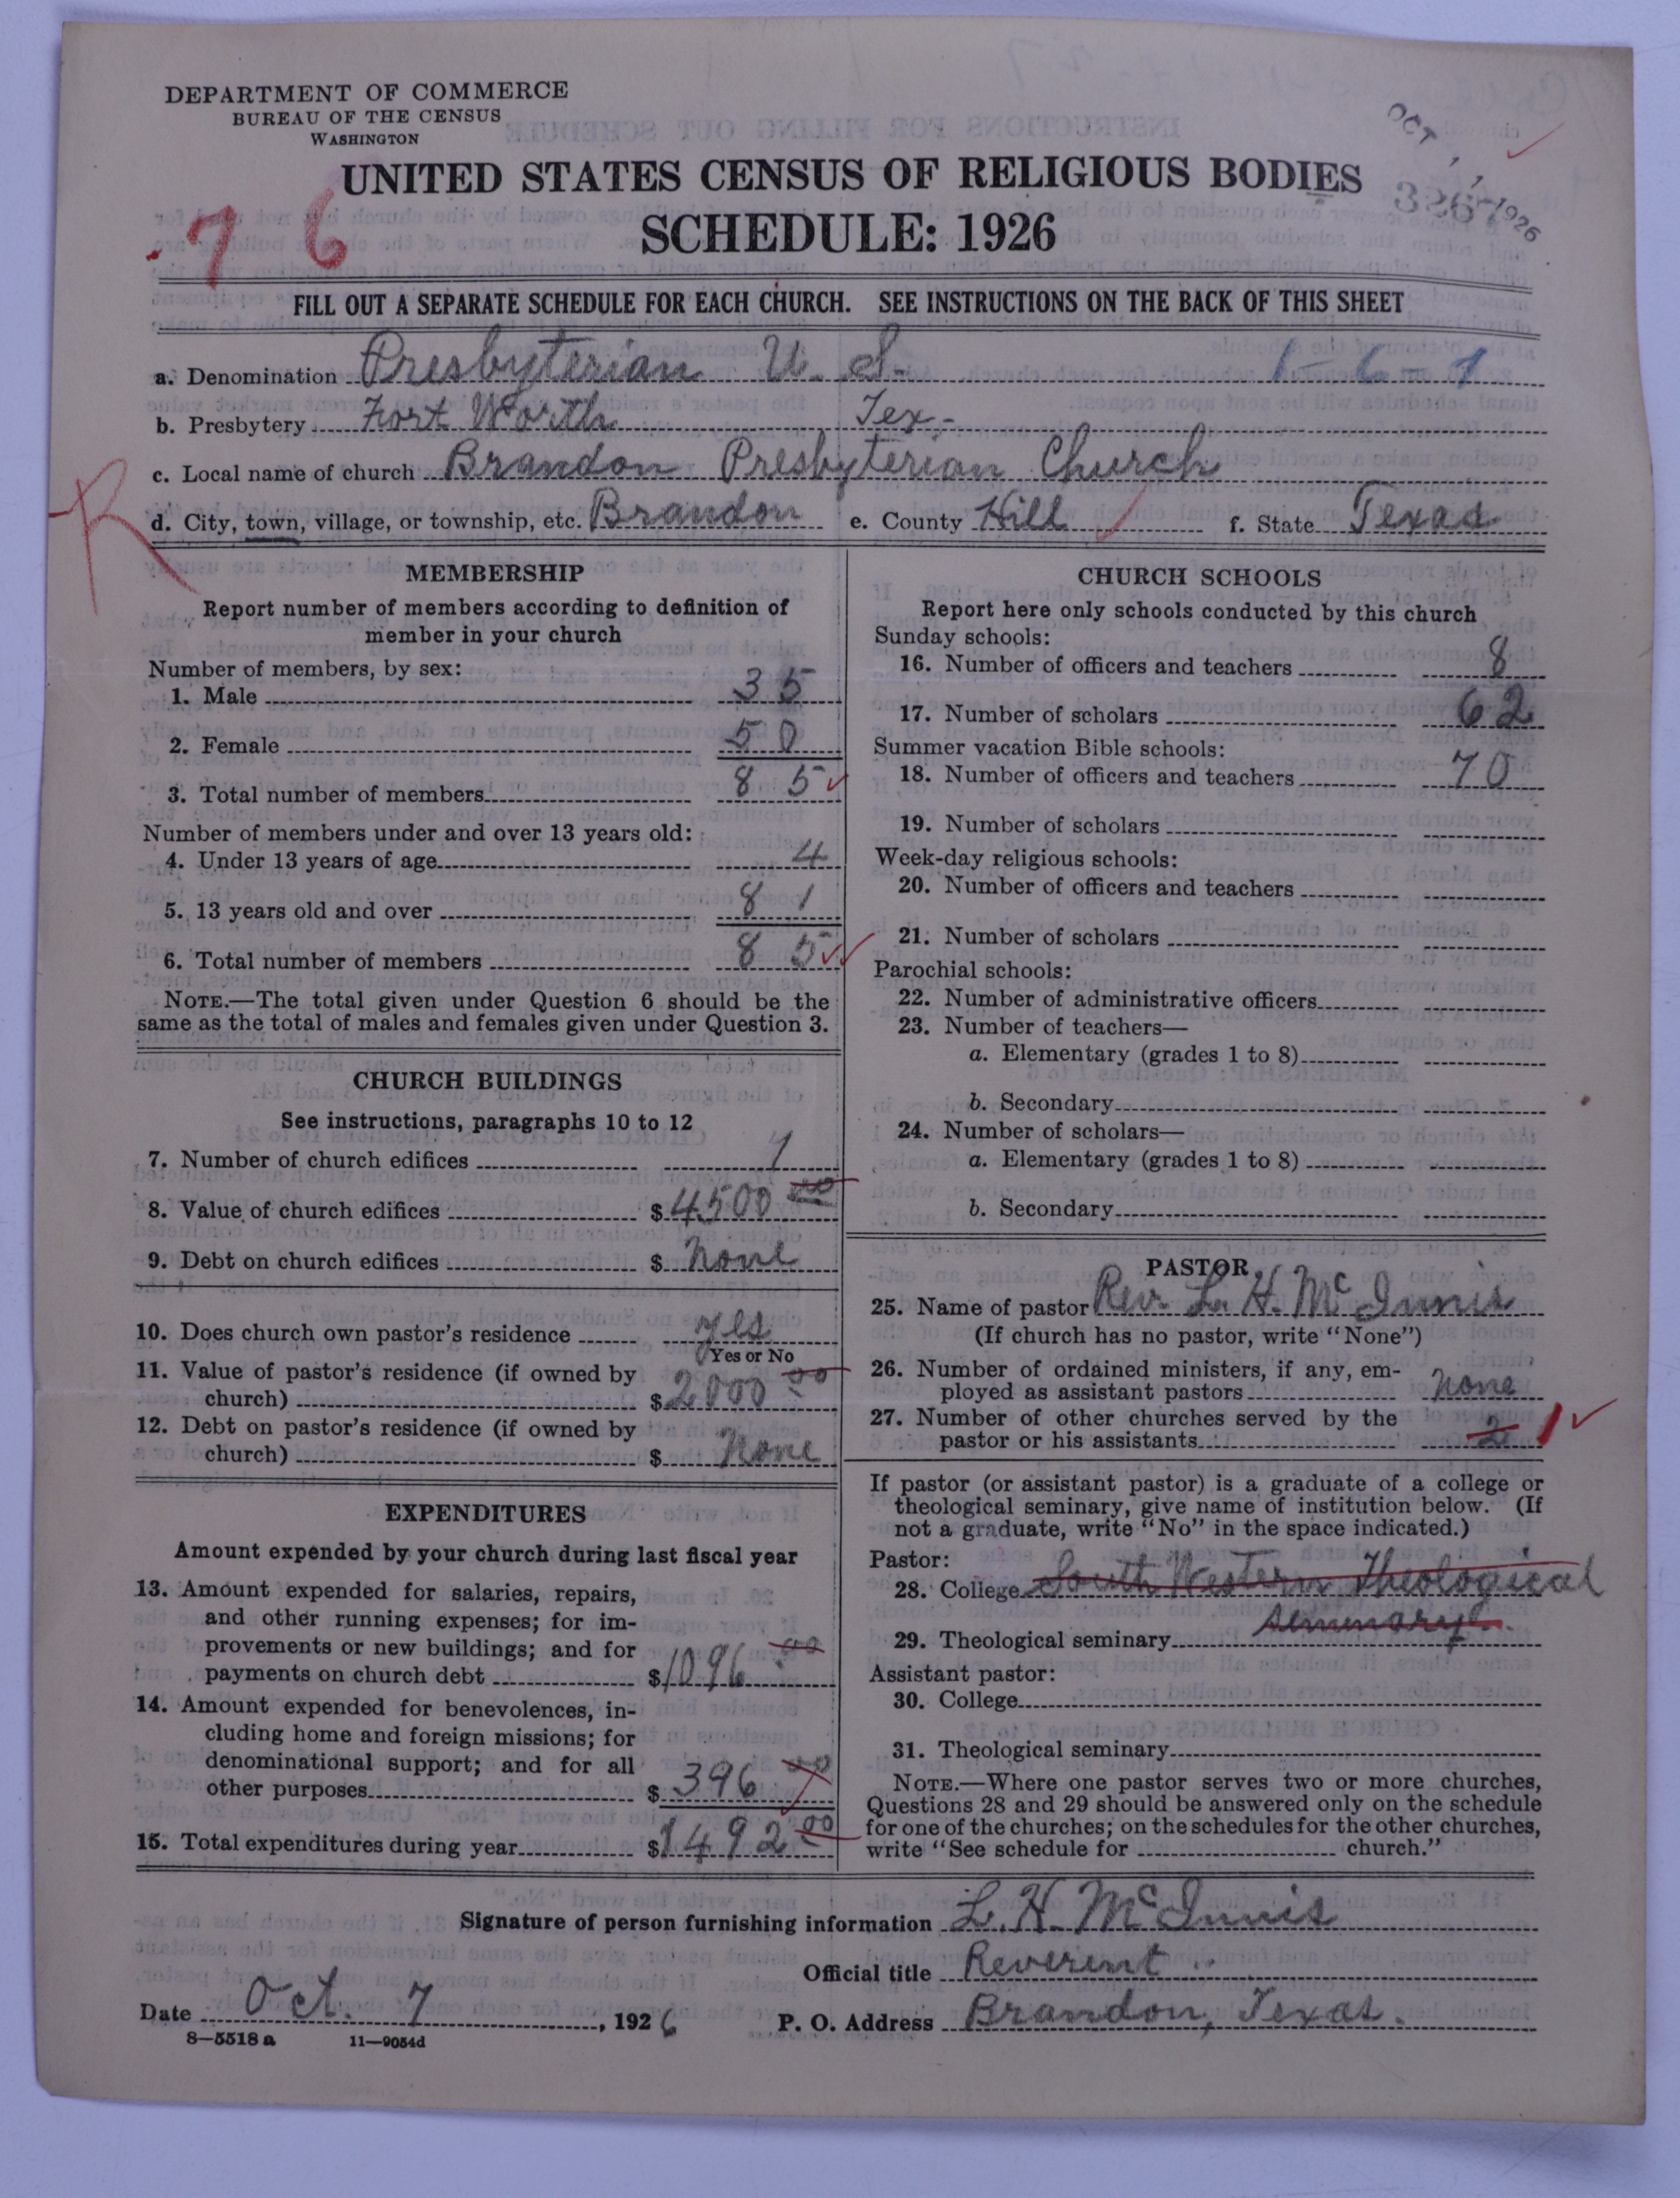 DEPARTMENT OF COMMERCE
BUREAU OF THE CENSUS
WASHINGTON
OCT 11 1926
UNITED STATES CENSUS OF RELIGIOUS BODIES
3267
76
SCHEDULE: 1926
FILL OUT A SEPARATE SCHEDULE FOR EACH CHURCH. SEE INSTRUCTIONS ON THE BACK OF THIS SHEET
a. Denomination Presbyterian U. S. 1-6-1
b. Presbytery Fort Worth Tex-
c. Local name of church Brandon Presbyterian Church
R
d. City, town, village, or township, etc. Brandon e. County Hill f. State Texas
MEMBERSHIP
Report number of members according to definition of
member in your church
Number of members, by sex:
1. Male 35
2. Female 50
3. Total number of members 85
Number of members under and over 13 years old:
4. Under 13 years of age 4
5. 13 years old and over 81
6. Total number of members 85
NOTE.—The total given under Question 6 should be the
same as the total of males and females given under Question 3.
CHURCH BUILDINGS
See instructions, paragraphs 10 to 12
7. Number of church edifices 1
8. Value of church edifices $4500 00
9. Debt on church edifices $ None
10. Does church own pastor's residence yes
Yes or No
11. Value of pastor's residence (if owned by
church) $2000 00
12. Debt on pastor's residence (if owned by
church) $ None
EXPENDITURES
Amount expended by your church during last fiscal year
13. Amount expended for salaries, repairs,
and other running expenses; for im-
provements or new buildings; and for
payments on church debt $1096 00
14. Amount expended for benevolences, in-
cluding home and foreign missions; for
denominational support; and for all
other purposes $ 396 00
15. Total expenditures during year $1492 00
CHURCH SCHOOLS
Report here only schools conducted by this church
Sunday schools:
16. Number of officers and teachers 8
17. Number of scholars 62
Summer vacation Bible schools:
18. Number of officers and teachers 70
19. Number of scholars
Week-day religious schools:
20. Number of officers and teachers
21. Number of scholars
Parochial schools:
22. Number of administrative officers
23. Number of teachers—
a. Elementary (grades 1 to 8)
b. Secondary
24. Number of scholars—
a. Elementary (grades 1 to 8)
b. Secondary
PASTOR
25. Name of pastor Rev. L. H. McInnis
(If church has no pastor, write "None")
26. Number of ordained ministers, if any, em-
ployed as assistant pastors none
27. Number of other churches served by the
pastor or his assistants 2 1
If pastor (or assistant pastor) is a graduate of a college or
theological seminary, give name of institution below. (If
not a graduate, write "No" in the space indicated.)
Pastor:
28. College South Western Theological
seminary
29. Theological seminary
Assistant pastor:
30. College
31. Theological seminary
NOTE.—Where one pastor serves two or more churches,
Questions 28 and 29 should be answered only on the schedule
for one of the churches; on the schedules for the other churches,
write "See schedule for church."
Signature of person furnishing information L. H. McInnis
Official title Reverent
Date Oct. 7, 1926 P. O. Address Brandon, Texas.
8—5518 a 11—9054d